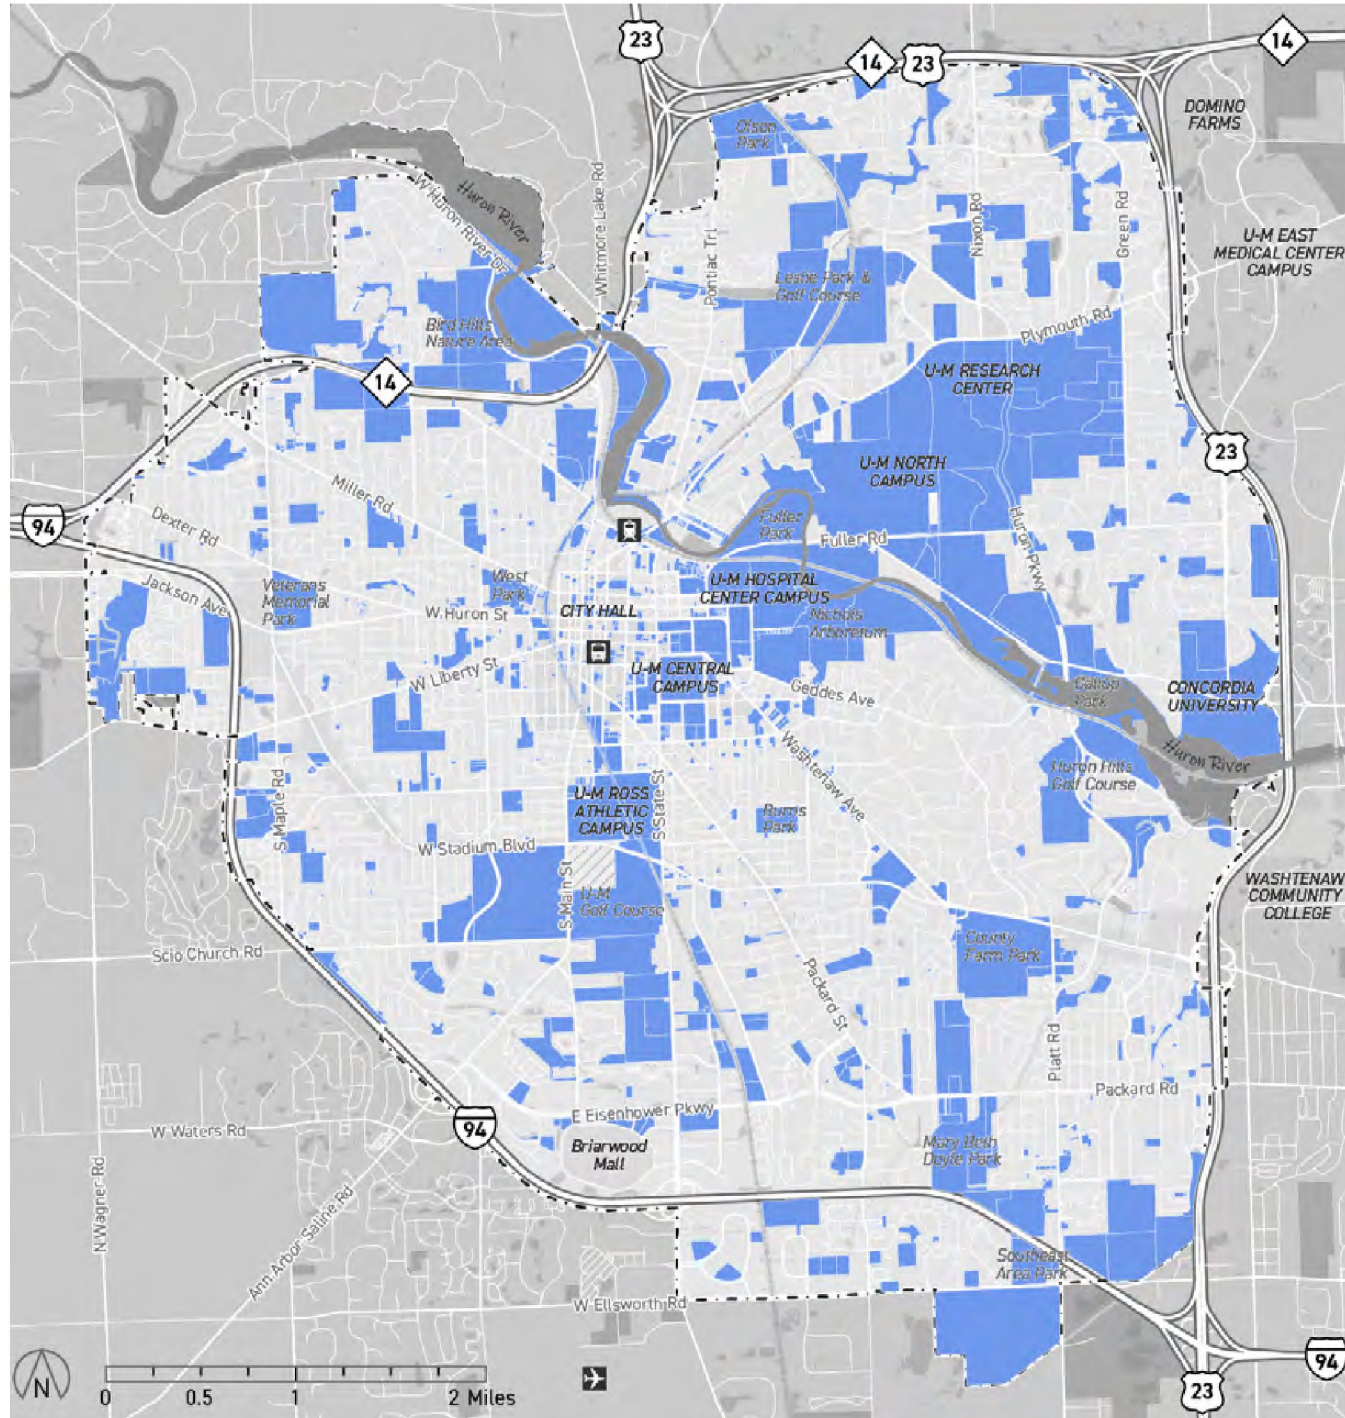 23
14
23
14
DOMINO
FARMS
Olson
Park
Huron River
W Huron River Dr
Whitmore Lake Rd
Pontiac Trl
Nixon Rd
Green Rd
U-M EAST
MEDICAL CENTER
CAMPUS
Leslie Park &
Golf Course
Bird Hills
Nature Area
Plymouth Rd
14
U-M RESEARCH
CENTER
23
U-M NORTH
CAMPUS
Miller Rd
94
Dexter Rd
Fuller
Park
Fuller Rd
Huron Pkwy
Jackson Ave
Veterans
Memorial
Park
West
Park
W Huron St
CITY HALL
U-M HOSPITAL
CENTER CAMPUS
Nichols
Arboretum
W Liberty St
U-M CENTRAL
CAMPUS
Geddes Ave
Gallup
Park
CONCORDIA
UNIVERSITY
Huron River
Washtenaw Ave
Huron Hills
Golf Course
S Maple Rd
U-M ROSS
ATHLETIC
CAMPUS
S State St
Burns
Park
W Stadium Blvd
S Main St
U-M
Golf Course
WASHTENAW
COMMUNITY
COLLEGE
Scio Church Rd
County
Farm Park
Packard St
Platt Rd
Packard Rd
E Eisenhower Pkwy
94
W Waters Rd
Briarwood
Mall
Mary Beth
Doyle Park
N Wagner Rd
Ann Arbor Saline Rd
Southeast
Area Park
W Ellsworth Rd
N
0 0.5 1 2 Miles
23
94